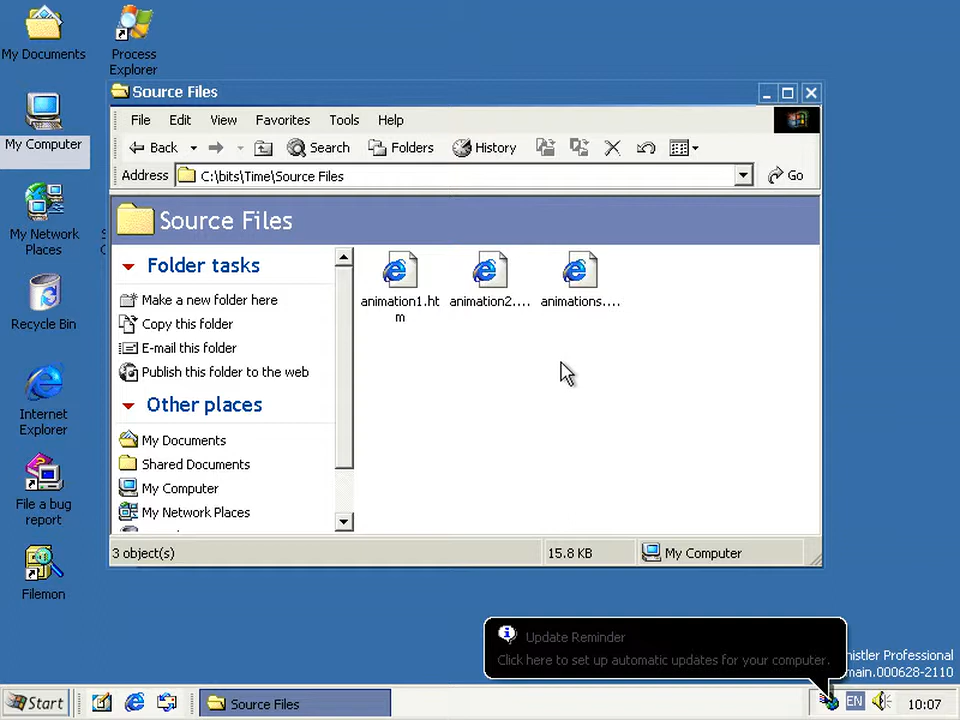 My Documents
Process
Explorer
My Computer
My Network
Places
Recycle Bin
Internet
Explorer
File a bug
report
Filemon
Source Files
File Edit View Favorites Tools Help
Back Search Folders History
Address C:\bits\Time\Source Files Go
Source Files
Folder tasks
Make a new folder here
Copy this folder
E-mail this folder
Publish this folder to the web
Other places
My Documents
Shared Documents
My Computer
My Network Places
animation1.ht
m
animation2....
animations....
3 object(s) 15.8 KB My Computer
Update Reminder
Click here to set up automatic updates for your computer.
histler Professional
main.000628-2110
Start Source Files EN 10:07